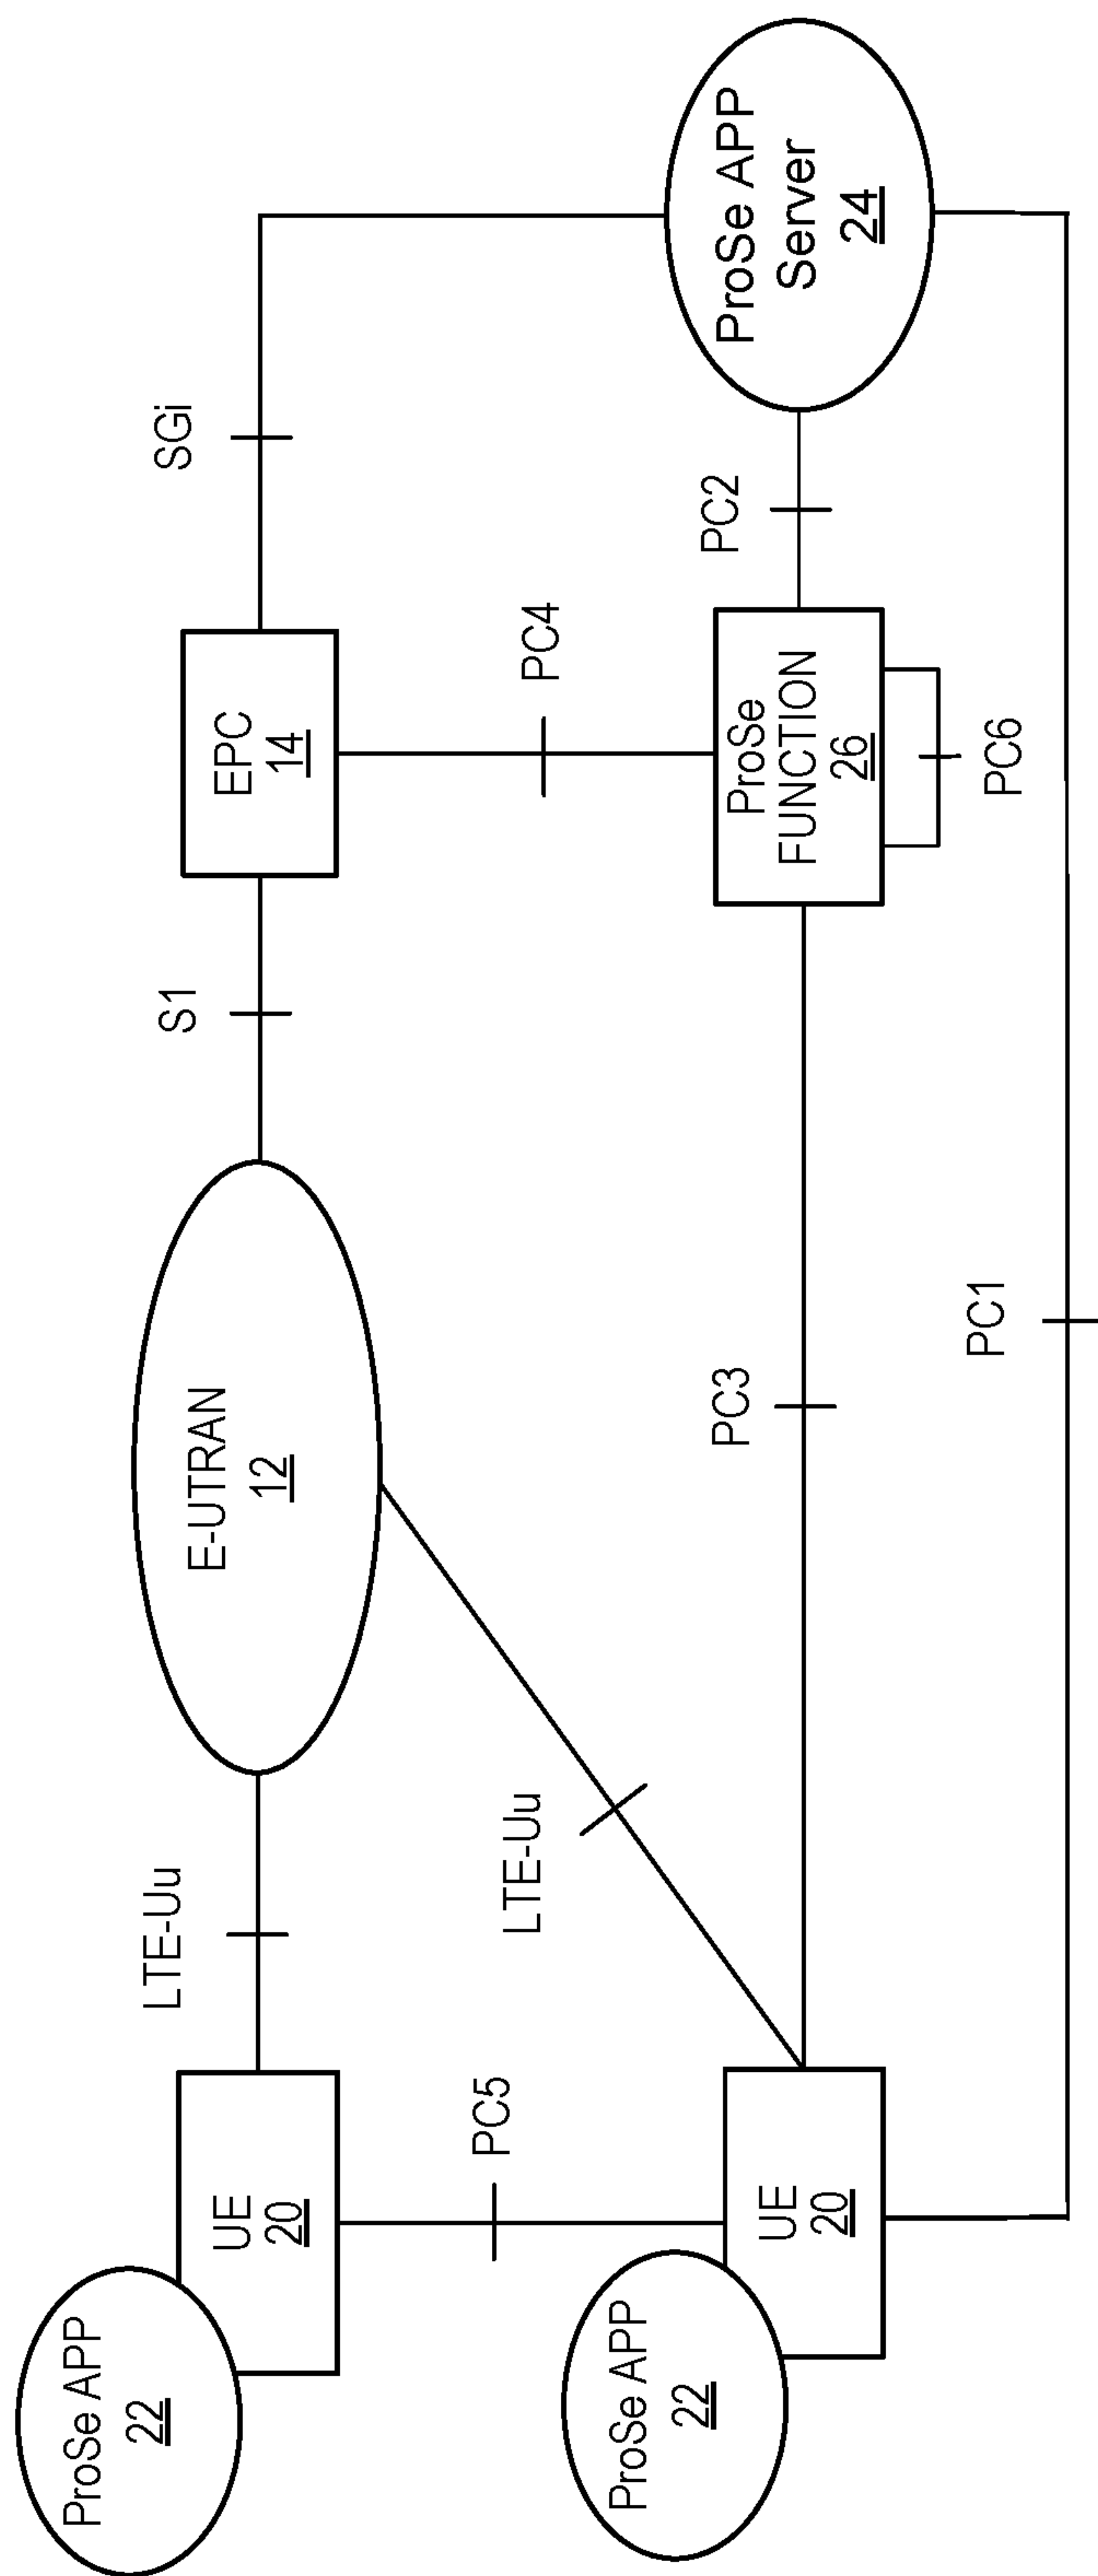 ProSe APP
22
UE
20
LTE-Uu
E-UTRAN
12
S1
EPC
14
SGi
PC5
LTE-Uu
PC4
ProSe APP
22
UE
20
PC3
ProSe
FUNCTION
26
PC2
ProSe APP
Server
24
PC6
PC1